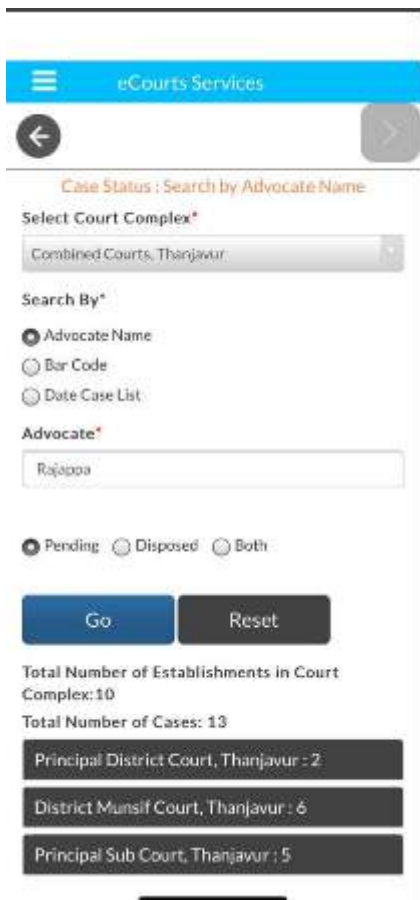 eCourts Services
Case Status : Search by Advocate Name
Select Court Complex*
Combined Courts, Thanjavur
Search By*
Advocate Name
Bar Code
Date Case List
Advocate*
Rajappa
Pending Disposed Both
Go Reset
Total Number of Establishments in Court
Complex:10
Total Number of Cases: 13
Principal District Court, Thanjavur : 2
District Munsif Court, Thanjavur : 6
Principal Sub Court, Thanjavur : 5